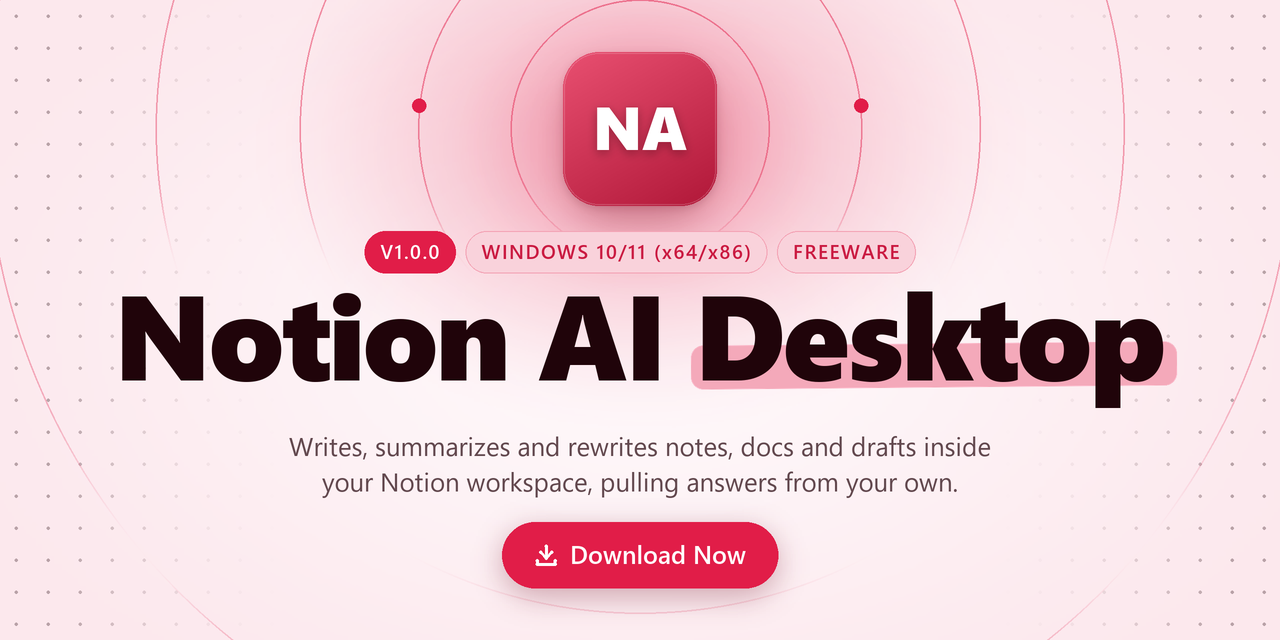 NA
V1.0.0
WINDOWS 10/11 (x64/x86)
FREEWARE
Notion AI Desktop
Writes, summarizes and rewrites notes, docs and drafts inside
your Notion workspace, pulling answers from your own.
Download Now